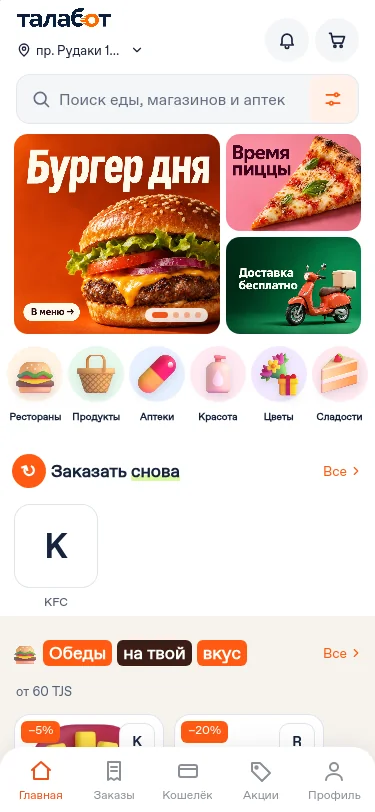 талабот
пр. Рудаки 1...
Поиск еды, магазинов и аптек
Бургер дня
В меню →
Время
пиццы
Доставка
бесплатно
Рестораны
Продукты
Аптеки
Красота
Цветы
Сладости
Заказать снова
Все >
K
KFC
Обеды на твой вкус
Все >
от 60 TJS
−5%
K
−20%
Главная
Заказы
Кошелёк
Акции
Профиль